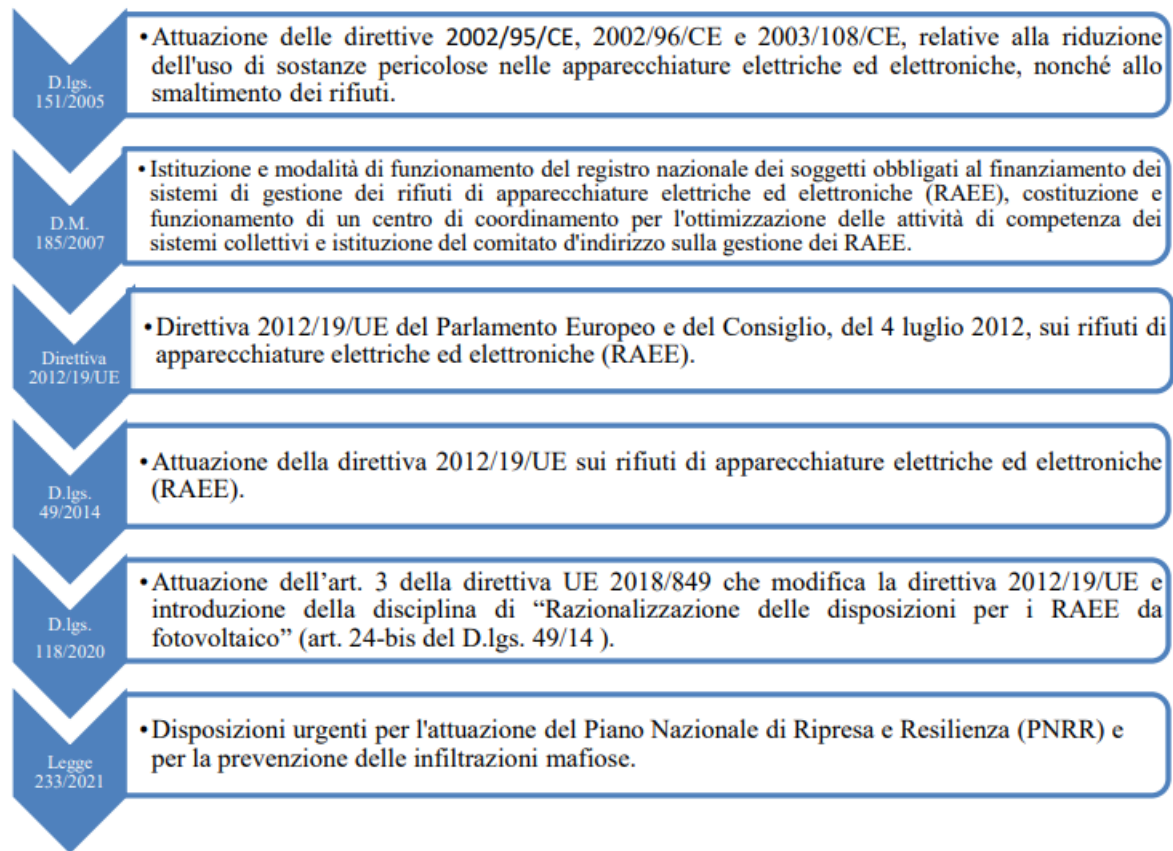 D.lgs.
151/2005
•Attuazione delle direttive 2002/95/CE, 2002/96/CE e 2003/108/CE, relative alla riduzione
dell'uso di sostanze pericolose nelle apparecchiature elettriche ed elettroniche, nonché allo
smaltimento dei rifiuti.
D.M.
185/2007
•Istituzione e modalità di funzionamento del registro nazionale dei soggetti obbligati al finanziamento dei
sistemi di gestione dei rifiuti di apparecchiature elettriche ed elettroniche (RAEE), costituzione e
funzionamento di un centro di coordinamento per l'ottimizzazione delle attività di competenza dei
sistemi collettivi e istituzione del comitato d'indirizzo sulla gestione dei RAEE.
Direttiva
2012/19/UE
•Direttiva 2012/19/UE del Parlamento Europeo e del Consiglio, del 4 luglio 2012, sui rifiuti di
apparecchiature elettriche ed elettroniche (RAEE).
D.lgs.
49/2014
•Attuazione della direttiva 2012/19/UE sui rifiuti di apparecchiature elettriche ed elettroniche
(RAEE).
D.lgs.
118/2020
•Attuazione dell’art. 3 della direttiva UE 2018/849 che modifica la direttiva 2012/19/UE e
introduzione della disciplina di “Razionalizzazione delle disposizioni per i RAEE da
fotovoltaico” (art. 24-bis del D.lgs. 49/14 ).
Legge
233/2021
•Disposizioni urgenti per l'attuazione del Piano Nazionale di Ripresa e Resilienza (PNRR) e
per la prevenzione delle infiltrazioni mafiose.